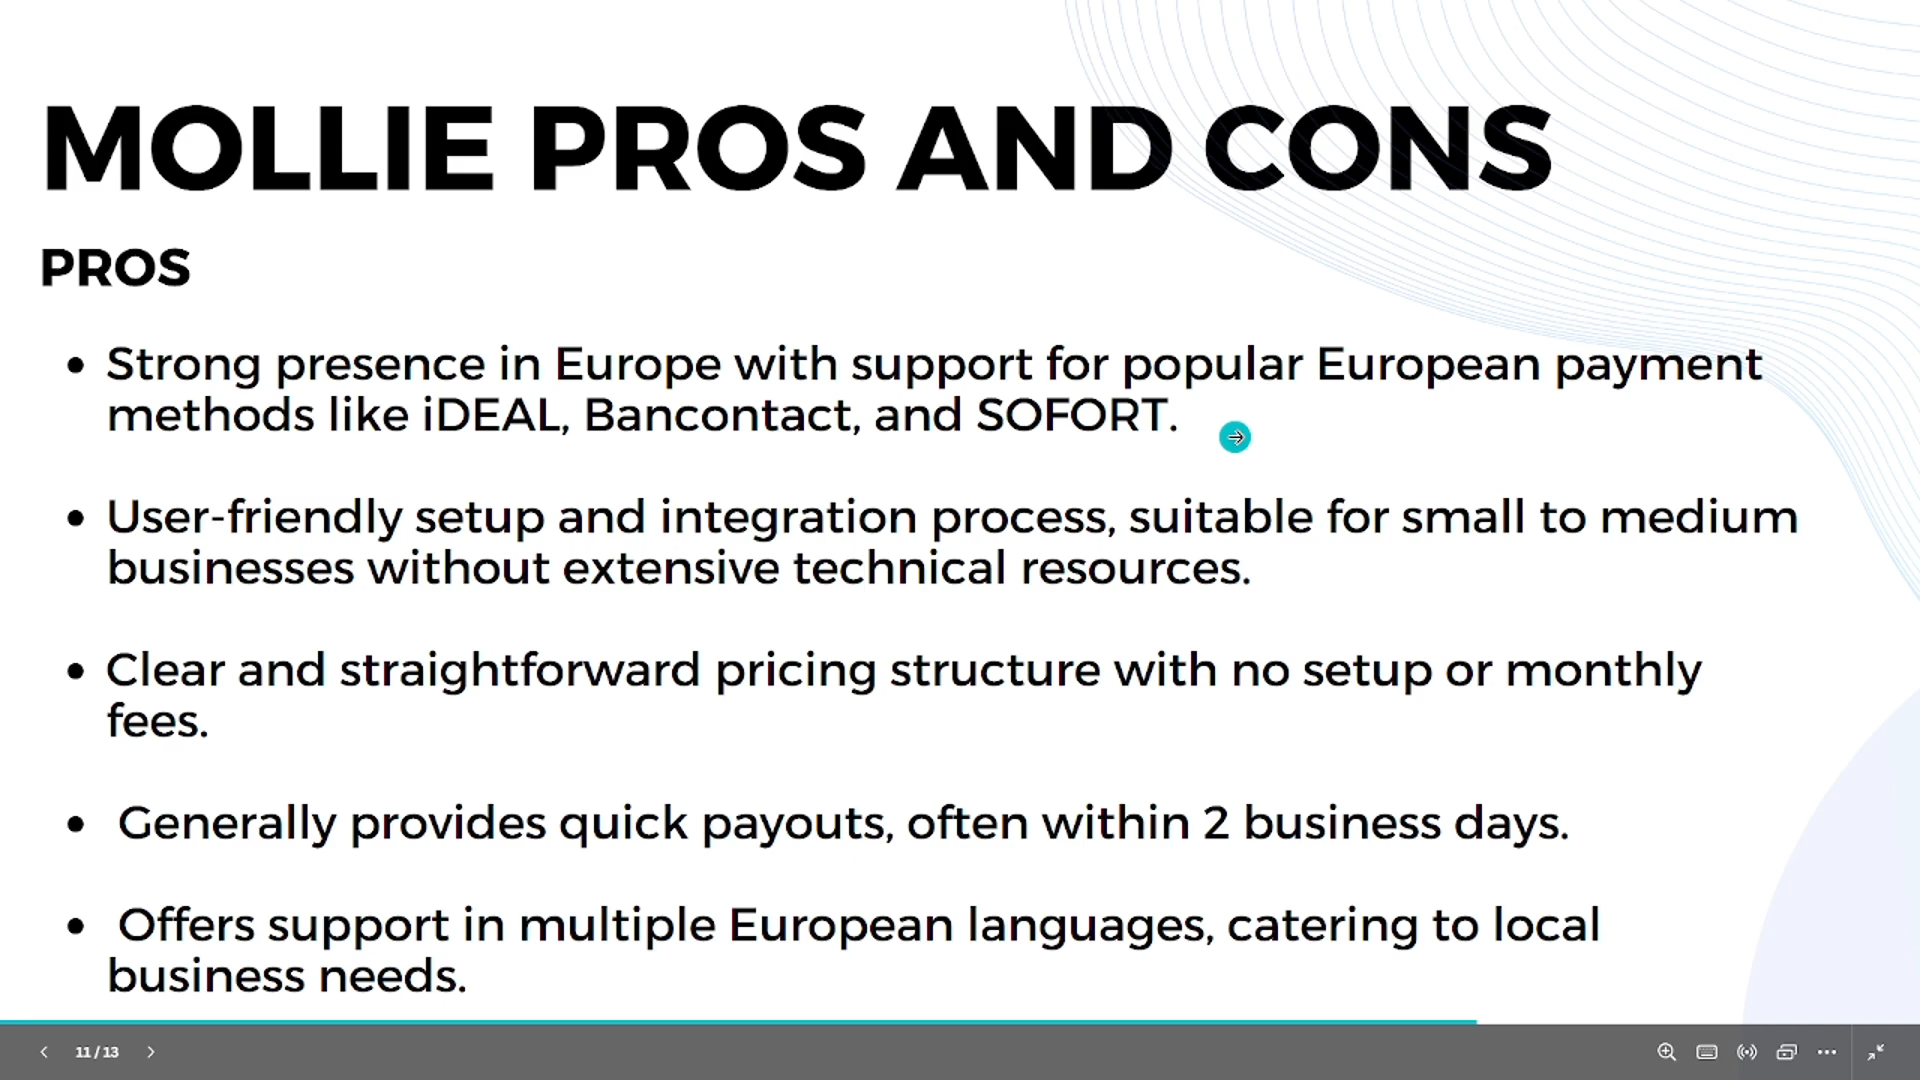 MOLLIE PROS AND CONS
PROS
• Strong presence in Europe with support for popular European payment
methods like iDEAL, Bancontact, and SOFORT.
• User-friendly setup and integration process, suitable for small to medium
businesses without extensive technical resources.
• Clear and straightforward pricing structure with no setup or monthly
fees.
• Generally provides quick payouts, often within 2 business days.
• Offers support in multiple European languages, catering to local
business needs.
11 / 13